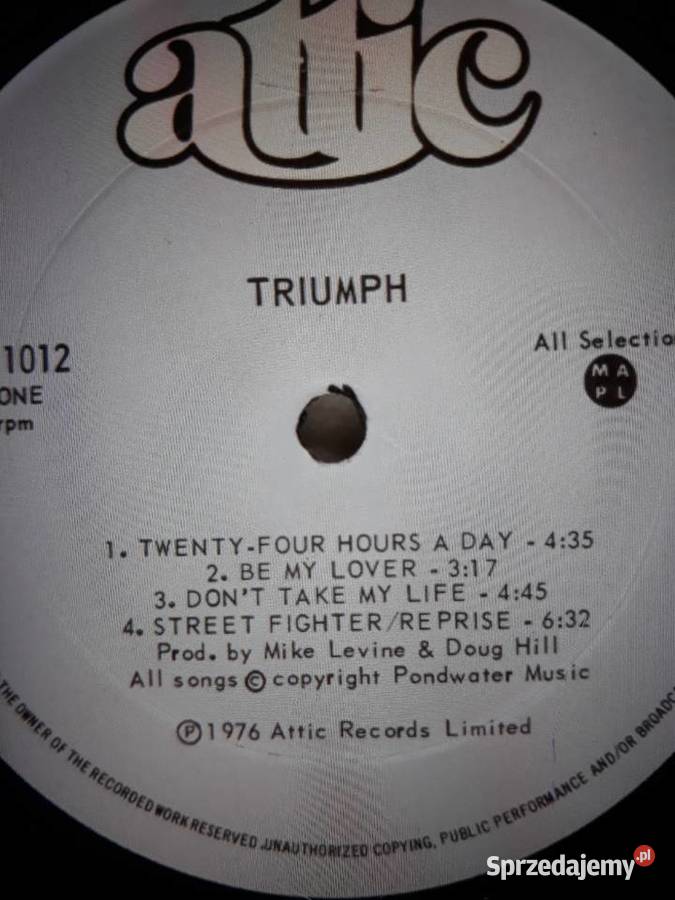 attic
TRIUMPH
1012
ONE
rpm
All Selectio
M A
P L
1. TWENTY-FOUR HOURS A DAY - 4:35
2. BE MY LOVER - 3:17
3. DON'T TAKE MY LIFE - 4:45
4. STREET FIGHTER/REPRISE - 6:32
Prod. by Mike Levine & Doug Hill
All songs © copyright Pondwater Music
℗1976 Attic Records Limited
THE OWNER OF THE RECORDED WORK RESERVED. UNAUTHORIZED COPYING, PUBLIC PERFORMANCE AND/OR BROADC
Sprzedajemy.pl